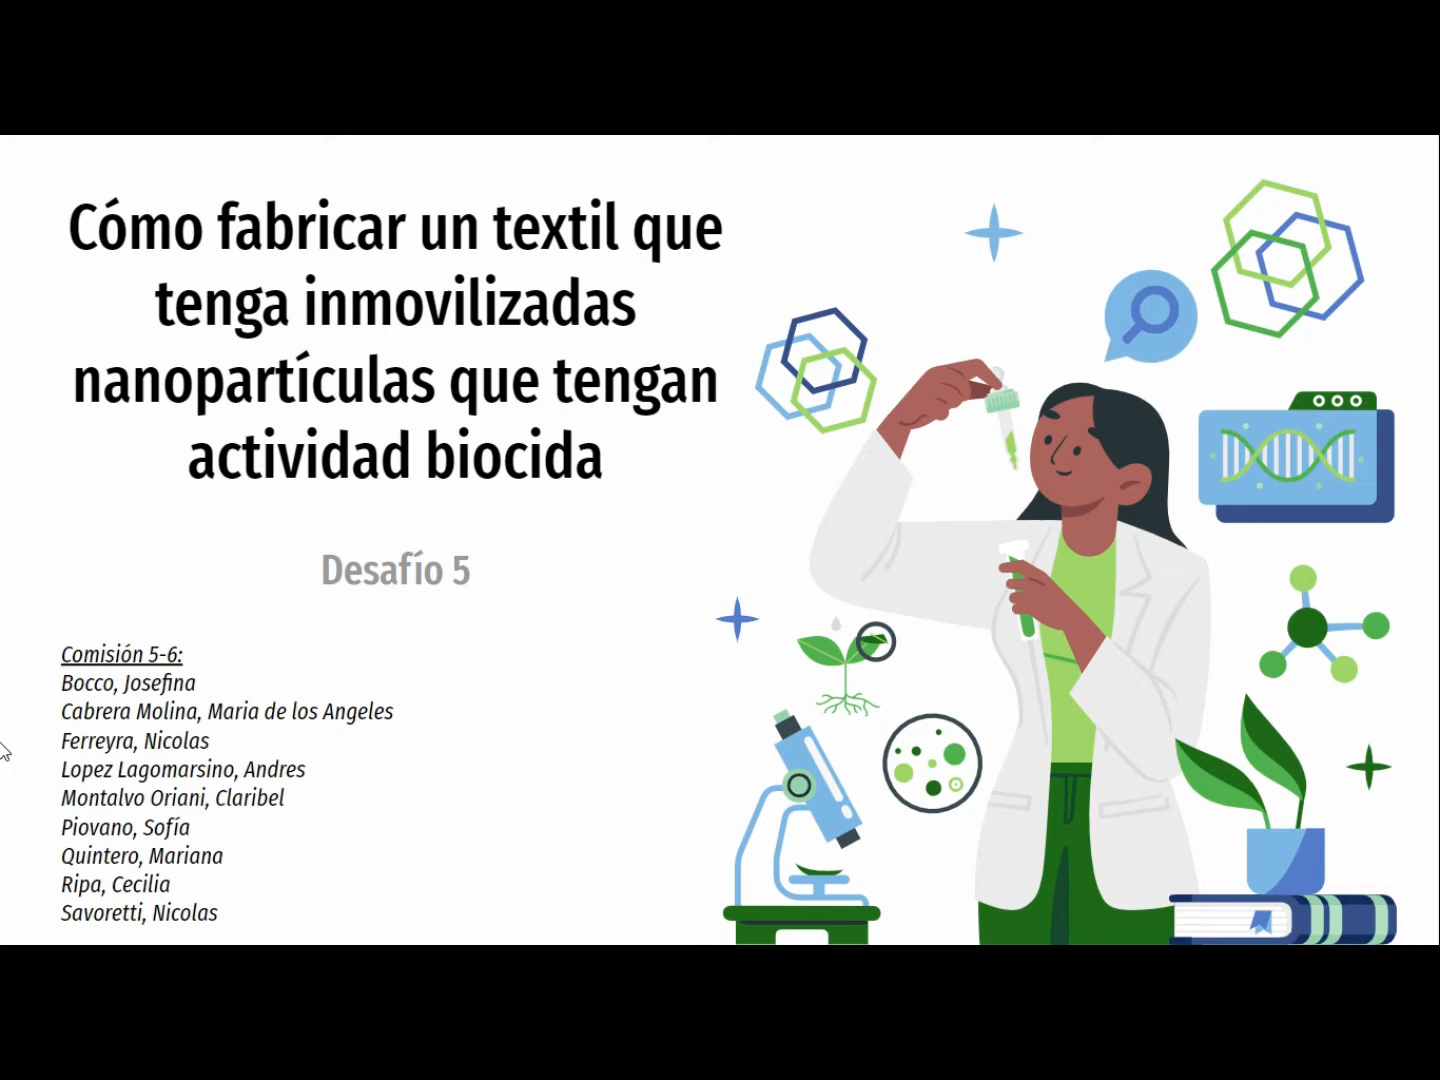 Cómo fabricar un textil que
tenga inmovilizadas
nanopartículas que tengan
actividad biocida
Desafío 5
Comisión 5-6:
Bocco, Josefina
Cabrera Molina, Maria de los Angeles
Ferreyra, Nicolas
Lopez Lagomarsino, Andres
Montalvo Oriani, Claribel
Piovano, Sofía
Quintero, Mariana
Ripa, Cecilia
Savoretti, Nicolas